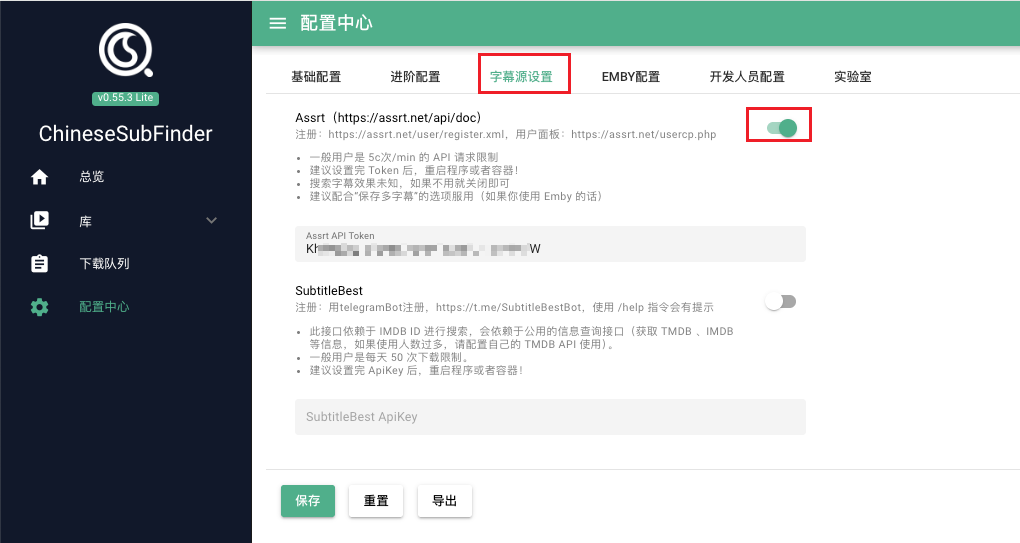 配置中心
v0.55.3 Lite
ChineseSubFinder
总览
库
下载队列
配置中心
基础配置
进阶配置
字幕源设置
EMBY配置
开发人员配置
实验室
Assrt（https://assrt.net/api/doc）
注册：https://assrt.net/user/register.xml，用户面板：https://assrt.net/usercp.php
一般用户是 5c次/min 的 API 请求限制
建议设置完 Token 后，重启程序或者容器！
搜索字幕效果未知，如果不用就关闭即可
建议配合“保存多字幕”的选项服用（如果你使用 Emby 的话）
Assrt API Token
SubtitleBest
注册：用telegramBot注册，https://t.me/SubtitleBestBot，使用 /help 指令会有提示
此接口依赖于 IMDB ID 进行搜索，会依赖于公用的信息查询接口（获取 TMDB 、IMDB
等信息，如果使用人数过多，请配置自己的 TMDB API 使用）。
一般用户是每天 50 次下载限制。
建议设置完 ApiKey 后，重启程序或者容器！
SubtitleBest ApiKey
保存
重置
导出